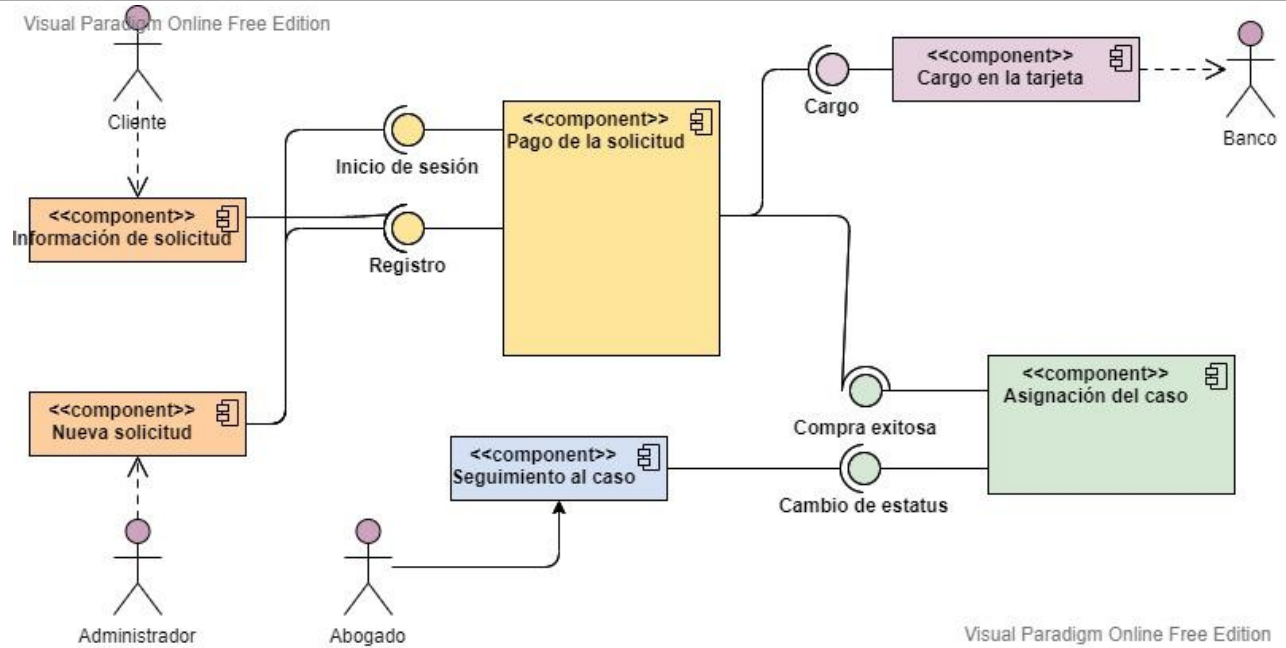 Visual Paradigm Online Free Edition
Cliente
<<component>>
Información de solicitud
Inicio de sesión
Registro
<<component>>
Pago de la solicitud
Cargo
<<component>>
Cargo en la tarjeta
Banco
<<component>>
Nueva solicitud
<<component>>
Seguimiento al caso
Compra exitosa
Cambio de estatus
<<component>>
Asignación del caso
Administrador
Abogado
Visual Paradigm Online Free Edition